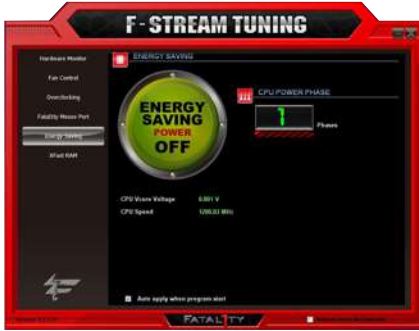 F-STREAM TUNING
Hardware Monitor
Fan Control
Overclocking
Fatal1ty Mouse Port
Energy Saving
XFast RAM
ENERGY SAVING
ENERGY
SAVING
POWER
OFF
CPU POWER PHASE
Phases
CPU Vcore Voltage
CPU Speed
Auto apply when program start
FATAL1TY